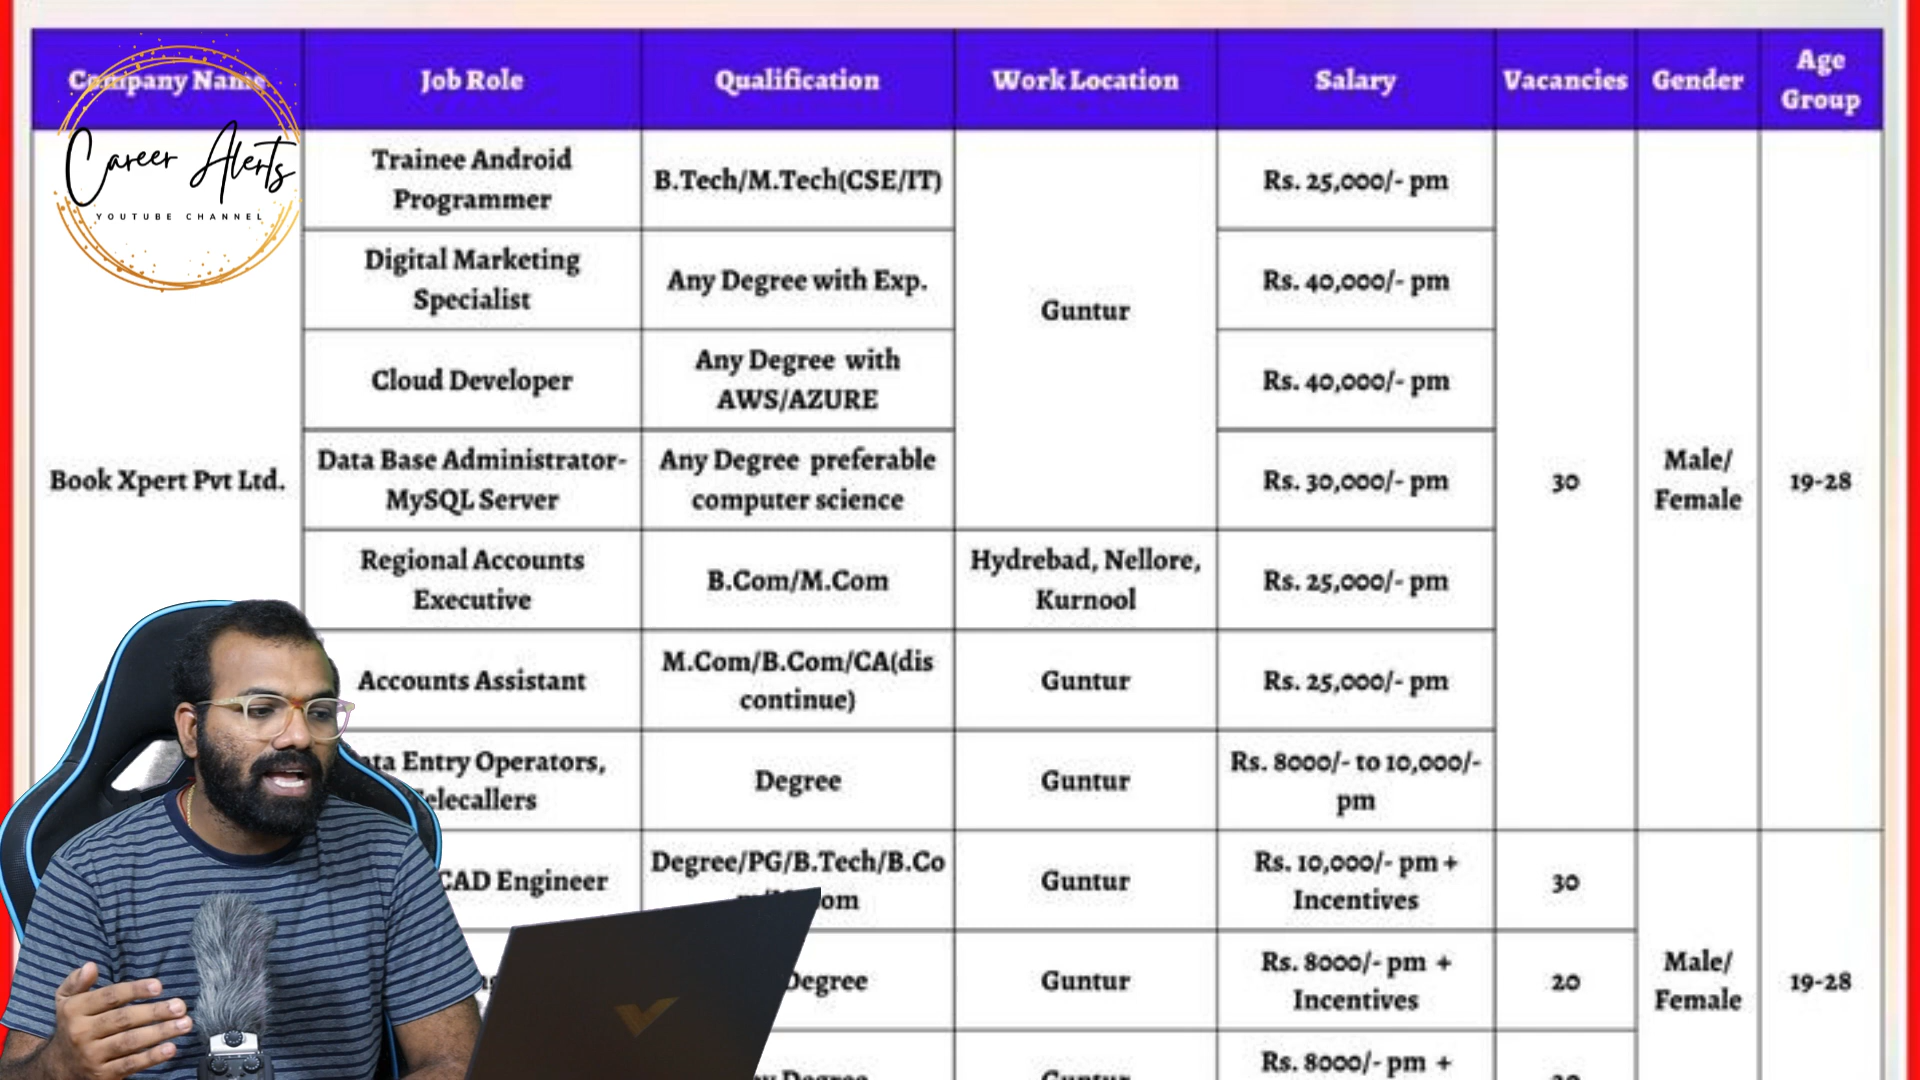 Company Name
Job Role
Qualification
Work Location
Salary
Vacancies
Gender
Age
Group
Career Alerts
YOUTUBE CHANNEL
Book Xpert Pvt Ltd.
Trainee Android
Programmer
B.Tech/M.Tech(CSE/IT)
Guntur
Rs. 25,000/- pm
30
Male/
Female
19-28
Digital Marketing
Specialist
Any Degree with Exp.
Rs. 40,000/- pm
Cloud Developer
Any Degree with
AWS/AZURE
Rs. 40,000/- pm
Data Base Administrator-
MySQL Server
Any Degree preferable
computer science
Rs. 30,000/- pm
Regional Accounts
Executive
B.Com/M.Com
Hydrebad, Nellore,
Kurnool
Rs. 25,000/- pm
Accounts Assistant
M.Com/B.Com/CA(dis
continue)
Guntur
Rs. 25,000/- pm
Entry Operators,
Degree
Guntur
Rs. 8000/- to 10,000/-
pm
CAD Engineer
Degree/PG/B.Tech/B.Co
Guntur
Rs. 10,000/- pm +
Incentives
30
Male/
Female
19-28
Degree
Guntur
Rs. 8000/- pm +
Incentives
20
Degree
Guntur
Rs. 8000/- pm +